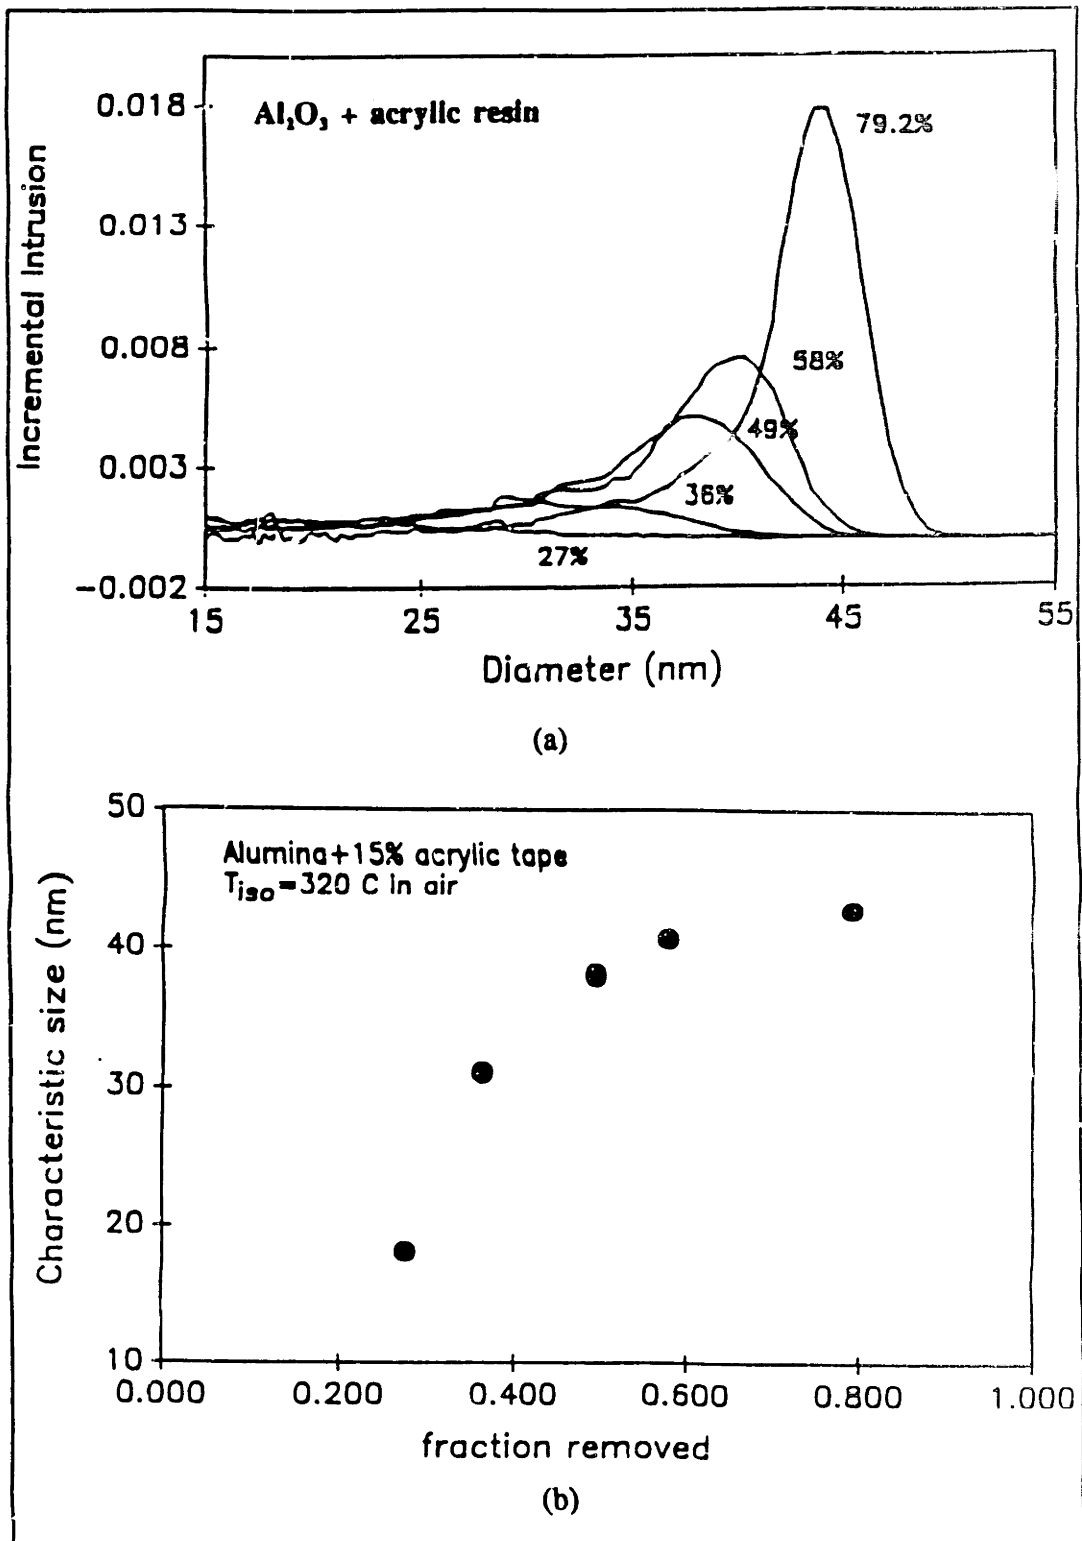 Al₂O₃ + acrylic resin
79.2%
58%
49%
36%
27%
0.018
0.013
0.008
0.003
-0.002
Incremental Intrusion
15 25 35 45 55
Diameter (nm)
(a)
50
40
30
20
10
Characteristic size (nm)
Alumina+15% acrylic tape
Tiso=320 C in air
0.000 0.200 0.400 0.600 0.800 1.000
fraction removed
(b)